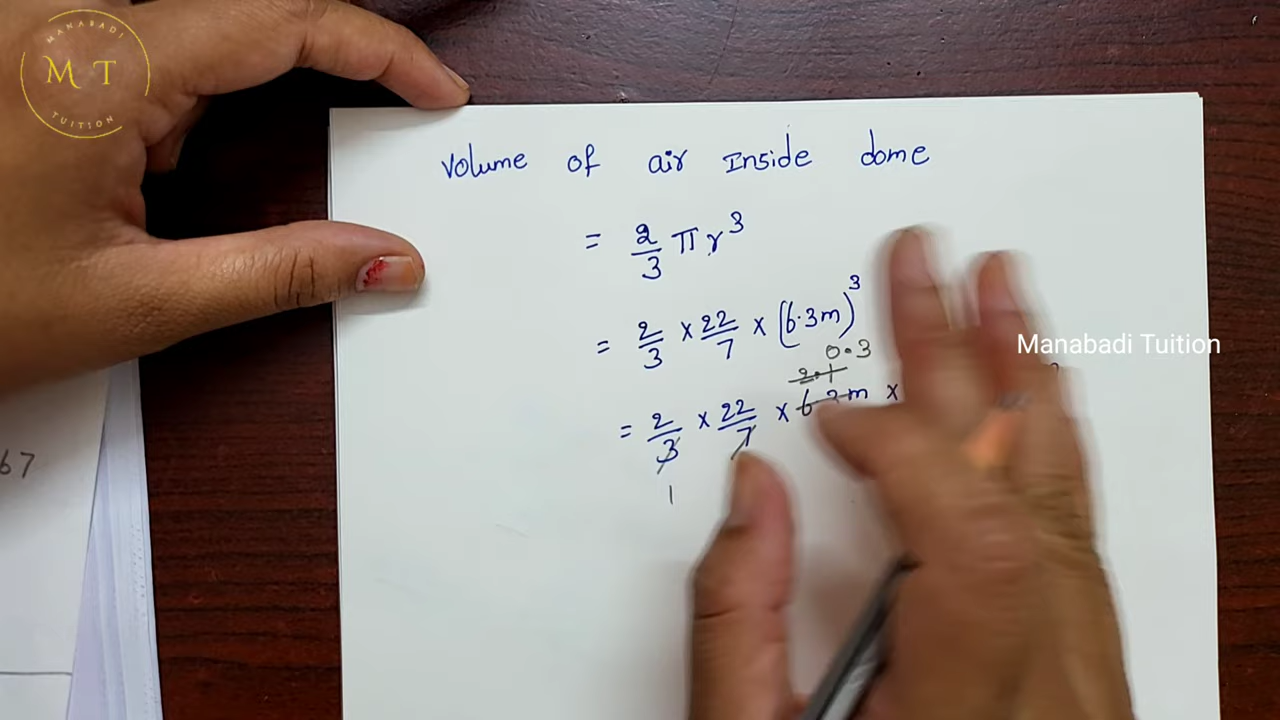 MANABADI
M T
TUITION
Volume of air Inside dome
= 2/3 π r³
= 2/3 × 22/7 × (6.3m)³
0.3
2.1
= 2/3 × 22/7 × 6.3m ×
1
Manabadi Tuition
67